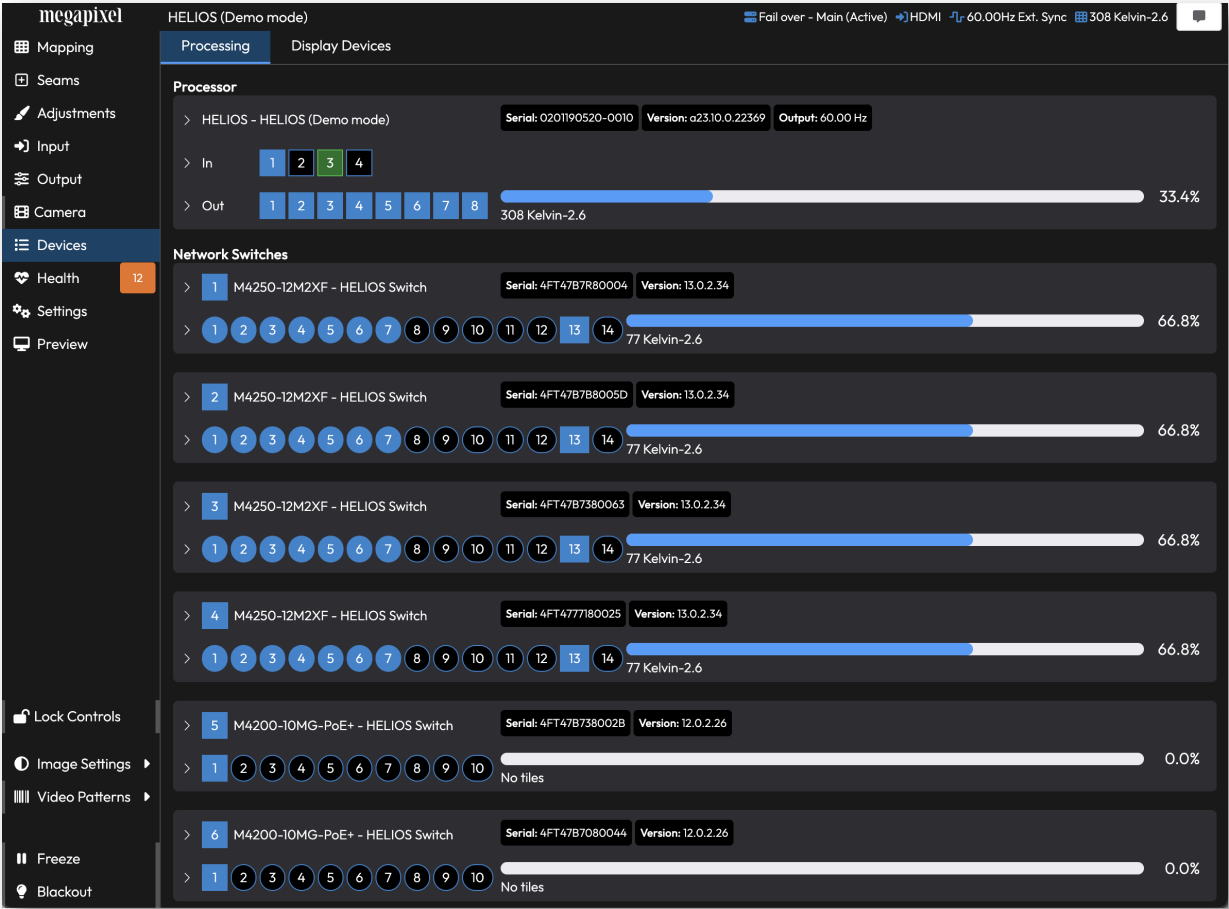 megapixel
HELIOS (Demo mode)
Fail over - Main (Active) HDMI 60.00Hz Ext. Sync 308 Kelvin-2.6
Mapping
Seams
Adjustments
Input
Output
Camera
Devices
Health 12
Settings
Preview
Lock Controls
Image Settings
Video Patterns
Freeze
Blackout
Processing Display Devices
Processor
HELIOS - HELIOS (Demo mode) Serial: 0201190520-0010 Version: a23.10.0.22369 Output: 60.00 Hz
In 1 2 3 4
Out 1 2 3 4 5 6 7 8 33.4%
308 Kelvin-2.6
Network Switches
1 M4250-12M2XF - HELIOS Switch Serial: 4FT47B7R80004 Version: 13.0.2.34
1 2 3 4 5 6 7 8 9 10 11 12 13 14 66.8%
77 Kelvin-2.6
2 M4250-12M2XF - HELIOS Switch Serial: 4FT47B7B8005D Version: 13.0.2.34
1 2 3 4 5 6 7 8 9 10 11 12 13 14 66.8%
77 Kelvin-2.6
3 M4250-12M2XF - HELIOS Switch Serial: 4FT47B7380063 Version: 13.0.2.34
1 2 3 4 5 6 7 8 9 10 11 12 13 14 66.8%
77 Kelvin-2.6
4 M4250-12M2XF - HELIOS Switch Serial: 4FT4777180025 Version: 13.0.2.34
1 2 3 4 5 6 7 8 9 10 11 12 13 14 66.8%
77 Kelvin-2.6
5 M4200-10MG-PoE+ - HELIOS Switch Serial: 4FT47B738002B Version: 12.0.2.26
1 2 3 4 5 6 7 8 9 10 0.0%
No tiles
6 M4200-10MG-PoE+ - HELIOS Switch Serial: 4FT47B7080044 Version: 12.0.2.26
1 2 3 4 5 6 7 8 9 10 0.0%
No tiles